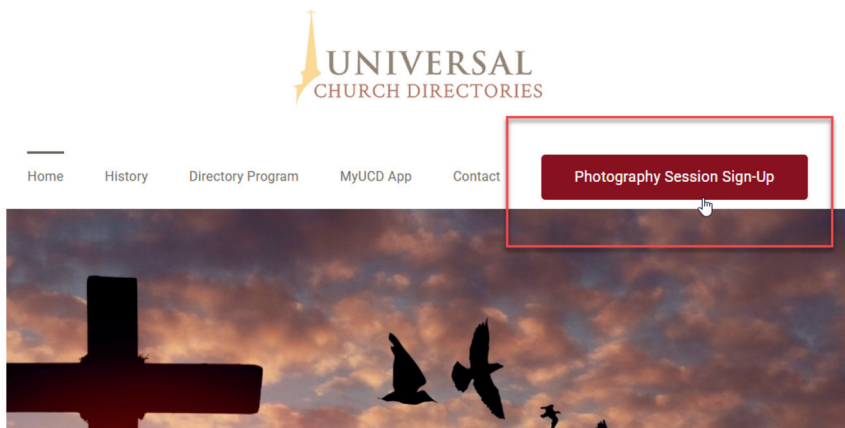 UNIVERSAL
CHURCH DIRECTORIES
Home History Directory Program MyUCD App Contact Photography Session Sign-Up